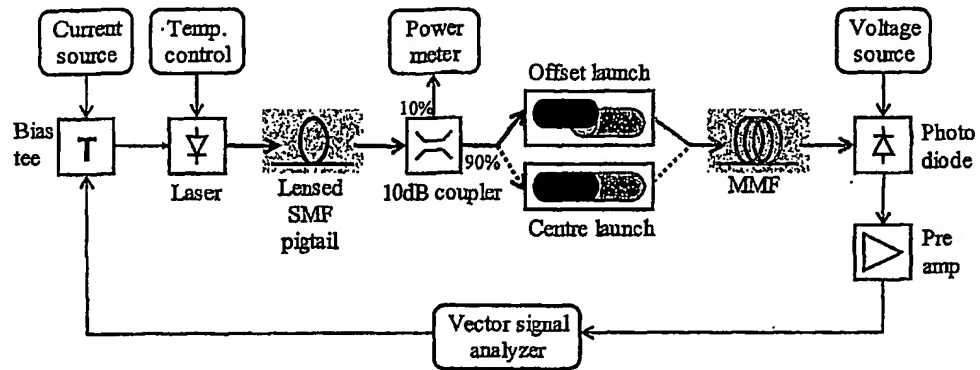 Current
source
Temp.
control
Power
meter
Voltage
source
Offset launch
10%
Bias
tee
T
90%
Photo
diode
Laser
Lensed
SMF
pigtail
10dB coupler
MMF
Centre launch
Pre
amp
Vector signal
analyzer